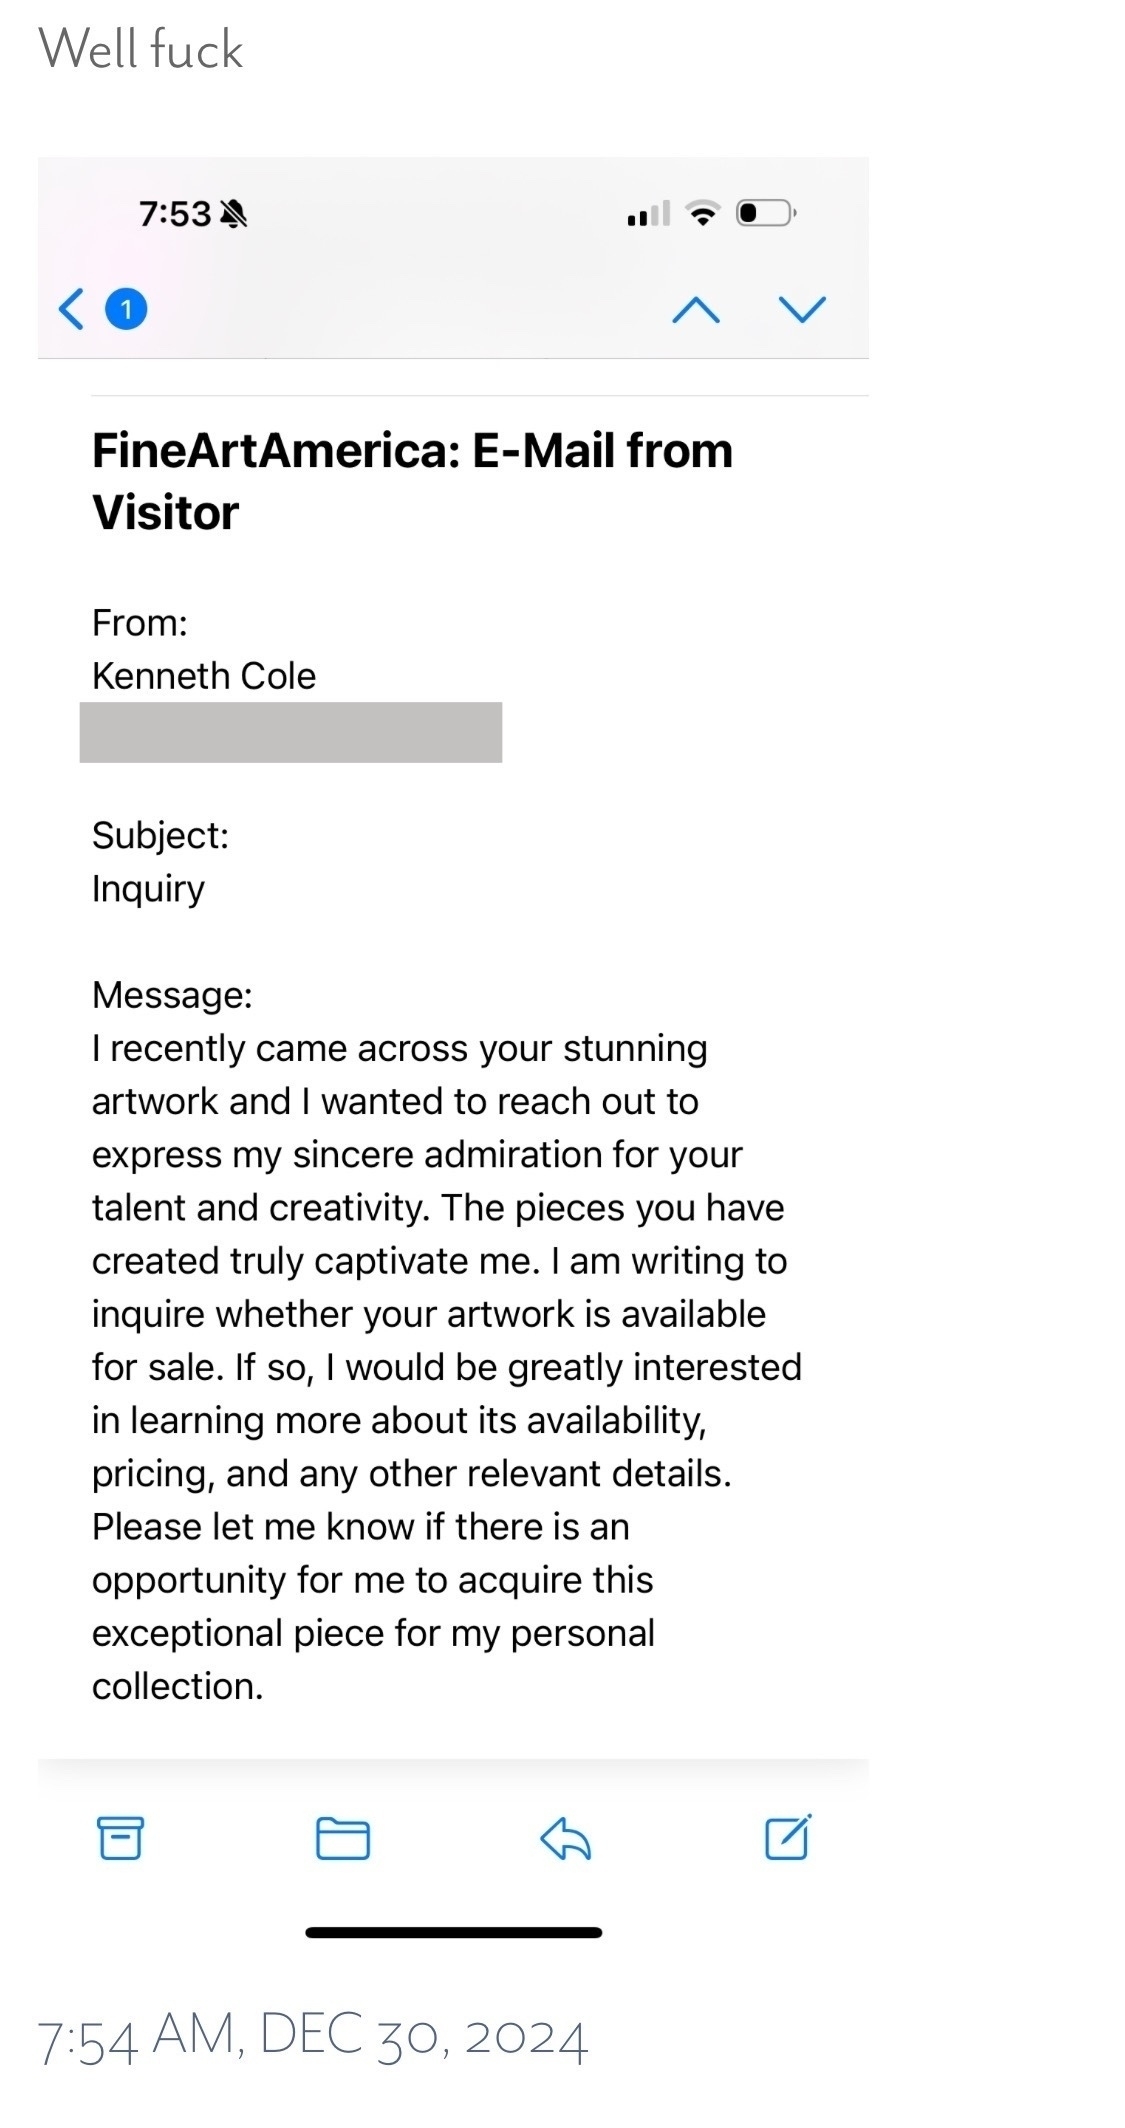 Well fuck
7:53
1
FineArtAmerica: E-Mail from
Visitor
From:
Kenneth Cole
Subject:
Inquiry
Message:
I recently came across your stunning
artwork and I wanted to reach out to
express my sincere admiration for your
talent and creativity. The pieces you have
created truly captivate me. I am writing to
inquire whether your artwork is available
for sale. If so, I would be greatly interested
in learning more about its availability,
pricing, and any other relevant details.
Please let me know if there is an
opportunity for me to acquire this
exceptional piece for my personal
collection.
7:54 AM, DEC 30, 2024